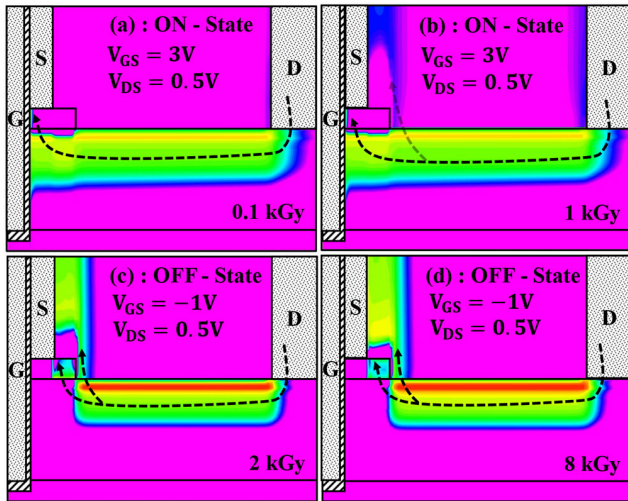 (a) : ON - State
V_GS = 3V
V_DS = 0.5V
S
D
G
0.1 kGy
(b) : ON - State
V_GS = 3V
V_DS = 0.5V
S
D
G
1 kGy
(c) : OFF - State
V_GS = −1V
V_DS = 0.5V
S
D
G
2 kGy
(d) : OFF - State
V_GS = −1V
V_DS = 0.5V
S
D
G
8 kGy